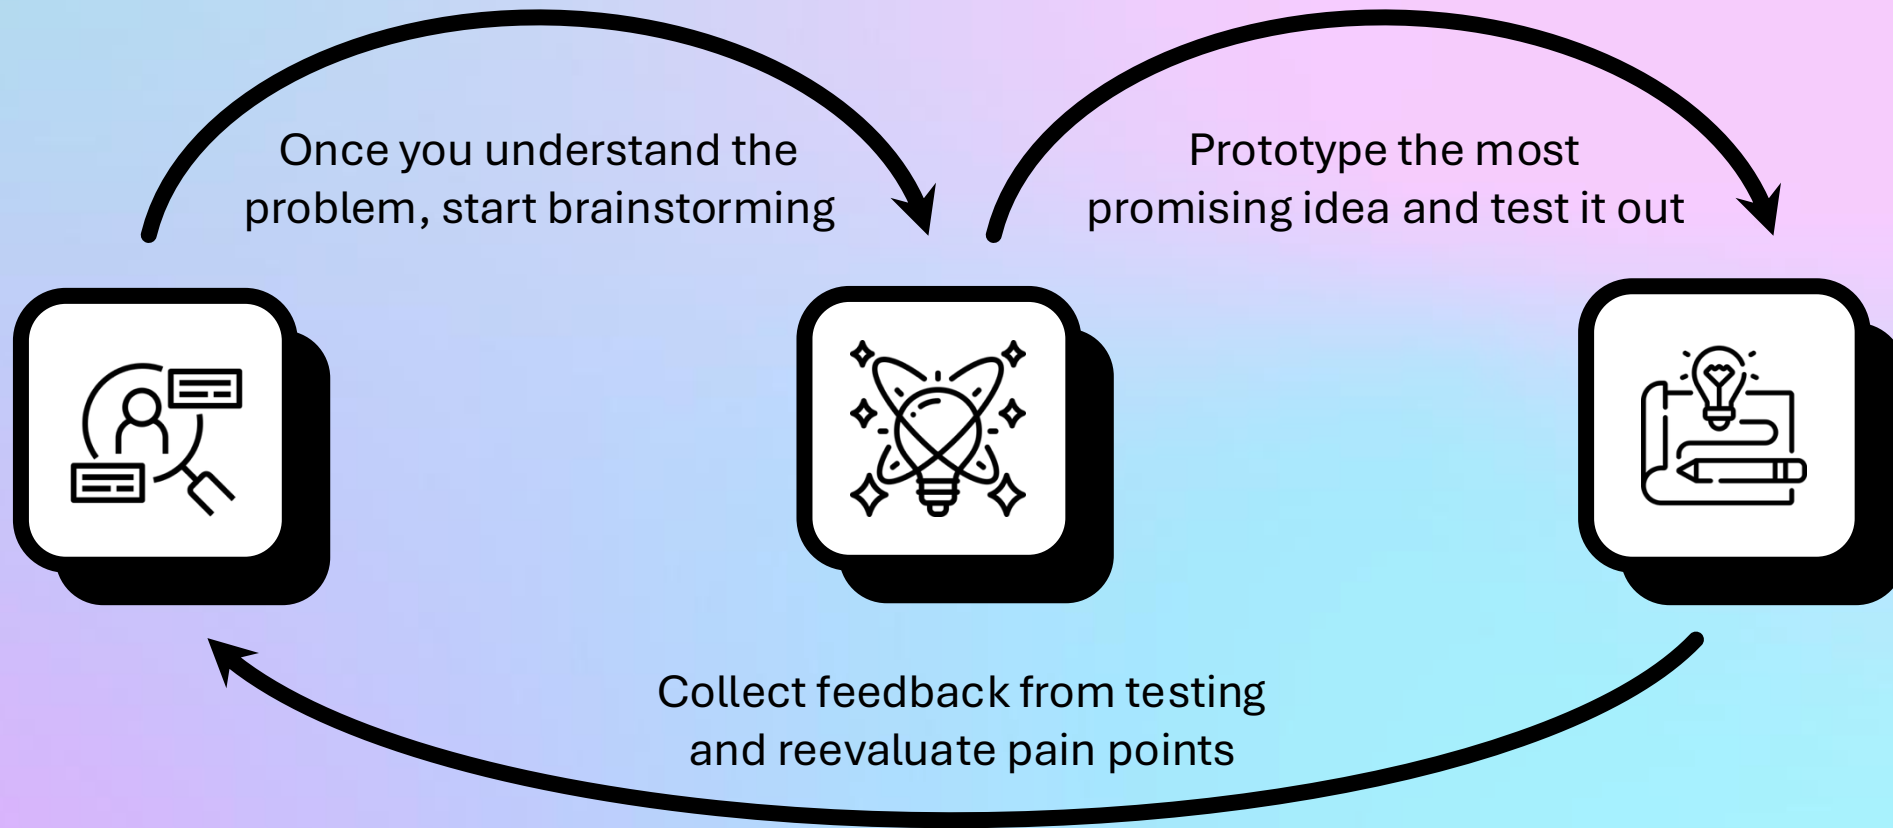 Once you understand the
problem, start brainstorming
Prototype the most
promising idea and test it out
Collect feedback from testing
and reevaluate pain points